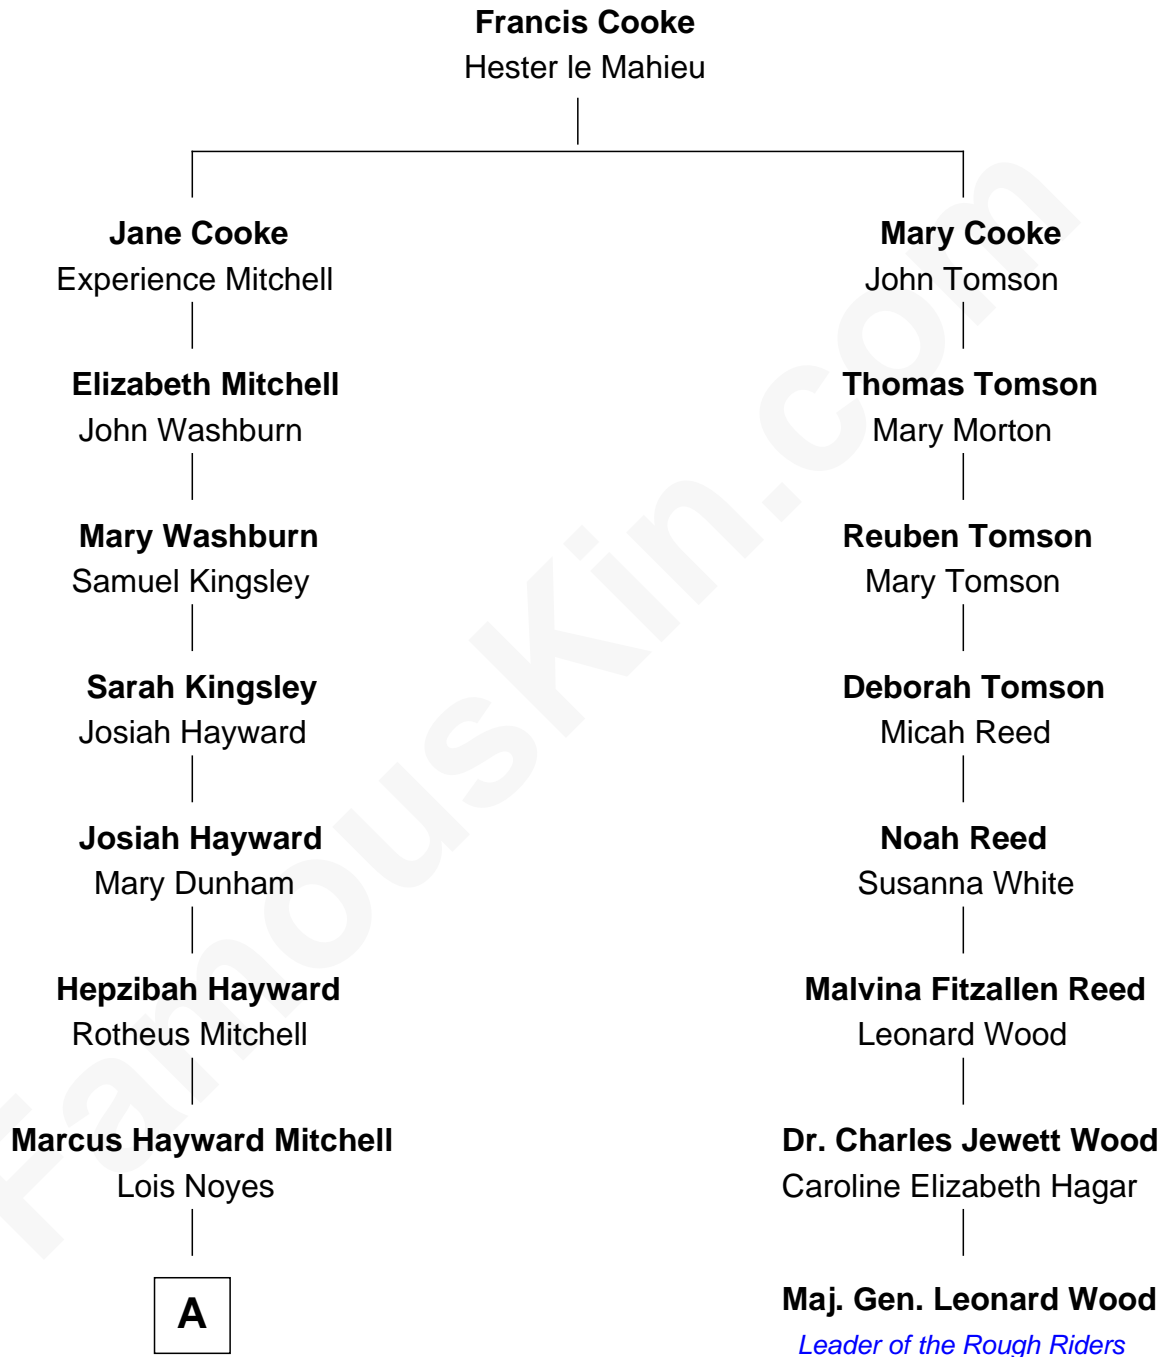 Francis Cooke
Hester le Mahieu
Jane Cooke
Experience Mitchell
Mary Cooke
John Tomson
Elizabeth Mitchell
John Washburn
Thomas Tomson
Mary Morton
Mary Washburn
Samuel Kingsley
Reuben Tomson
Mary Tomson
Sarah Kingsley
Josiah Hayward
Deborah Tomson
Micah Reed
Josiah Hayward
Mary Dunham
Noah Reed
Susanna White
Hepzibah Hayward
Rotheus Mitchell
Malvina Fitzallen Reed
Leonard Wood
Marcus Hayward Mitchell
Lois Noyes
Dr. Charles Jewett Wood
Caroline Elizabeth Hagar
A
Maj. Gen. Leonard Wood
Leader of the Rough Riders
FamousKin.com